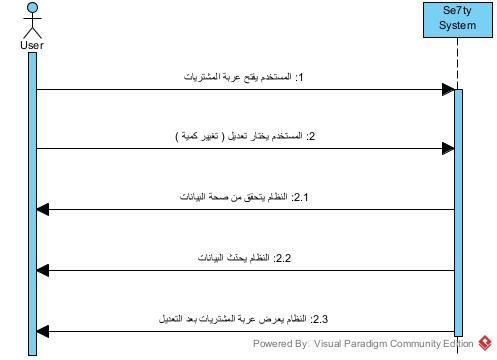 Se7ty
System
User
1: المستخدم يفتح عربة المشتريات
2: المستخدم يختار تعديل ( تغيير كمية )
2.1: النظام يتحقق من صحة البيانات
2.2: النظام يحدّث البيانات
2.3: النظام يعرض عربة المشتريات بعد التعديل
Powered By Visual Paradigm Community Edition